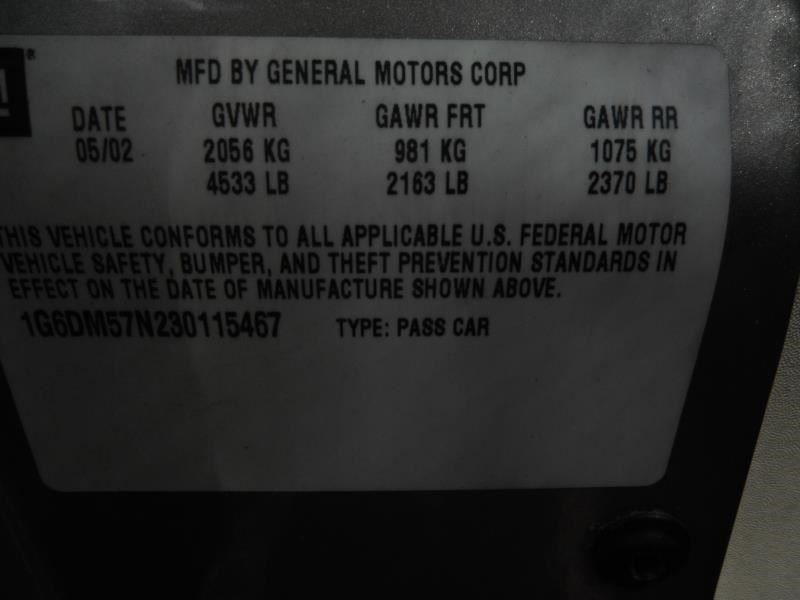 MFD BY GENERAL MOTORS CORP
DATE GVWR GAWR FRT GAWR RR
05/02 2056 KG 981 KG 1075 KG
4533 LB 2163 LB 2370 LB
THIS VEHICLE CONFORMS TO ALL APPLICABLE U.S. FEDERAL MOTOR
VEHICLE SAFETY, BUMPER, AND THEFT PREVENTION STANDARDS IN
EFFECT ON THE DATE OF MANUFACTURE SHOWN ABOVE.
1G6DM57N230115467 TYPE: PASS CAR